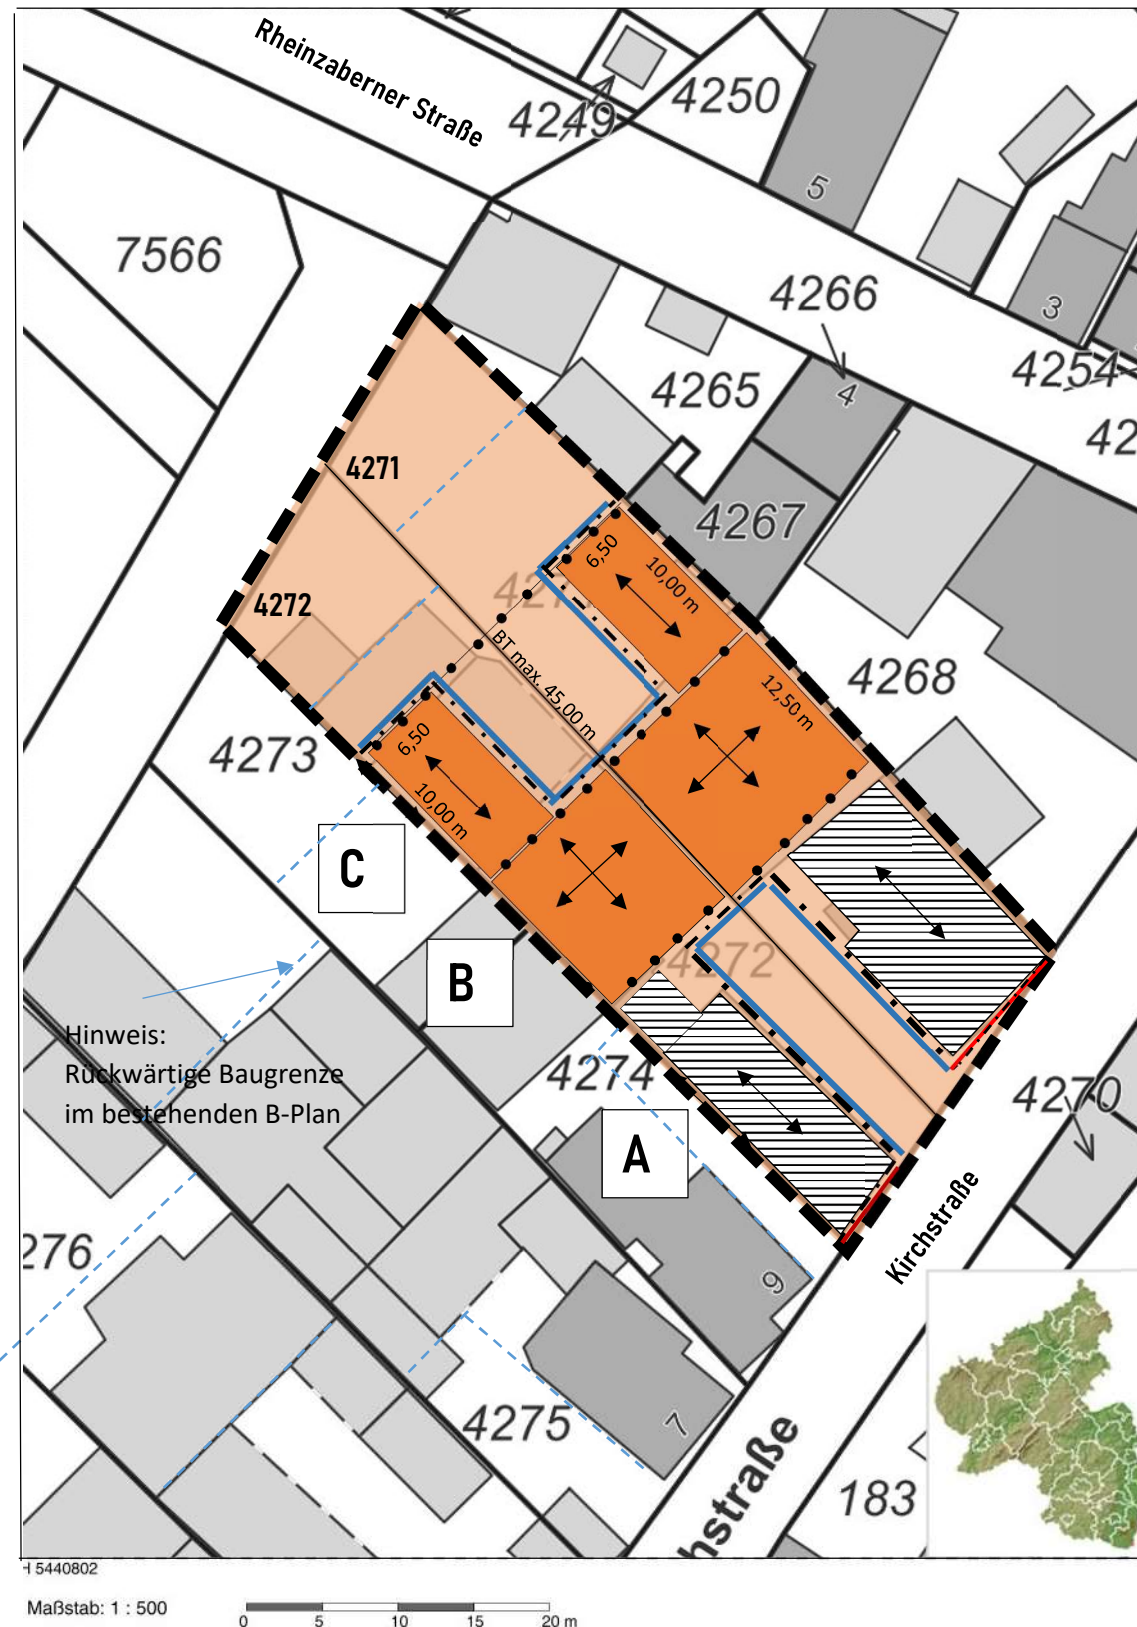 Rheinzaberner Straße
4249
4250
5
7566
4266
3
4254
4265
4
42
4271
4267
6,50
10,00 m
4272
BT max. 45,00 m
4268
12,50 m
4273
6,50
10,00 m
C
B
4272
Hinweis:
Rückwärtige Baugrenze
im bestehenden B-Plan
4274
4270
A
Kirchstraße
276
9
4275
7
hstraße
183
5440802
Maßstab: 1 : 500
0 5 10 15 20 m